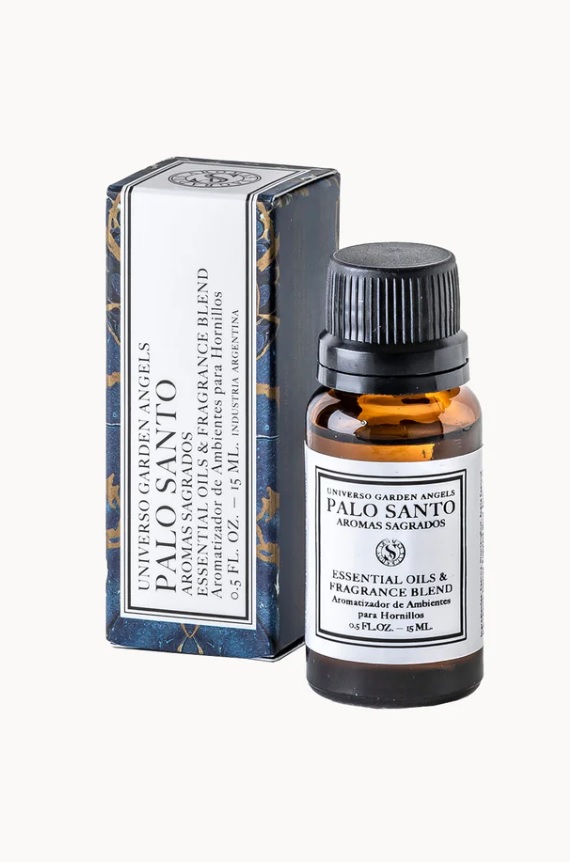 UNIVERSO GARDEN ANGELS
PALO SANTO
AROMAS SAGRADOS
ESSENTIAL OILS & FRAGRANCE BLEND
Aromatizador de Ambientes para Hornillos
0.5 FL. OZ. — 15 ML. INDUSTRIA ARGENTINA
UNIVERSO GARDEN ANGELS
PALO SANTO
AROMAS SAGRADOS
ESSENTIAL OILS &
FRAGRANCE BLEND
Aromatizador de Ambientes
para Hornillos
0.5 FL.OZ. — 15 ML.